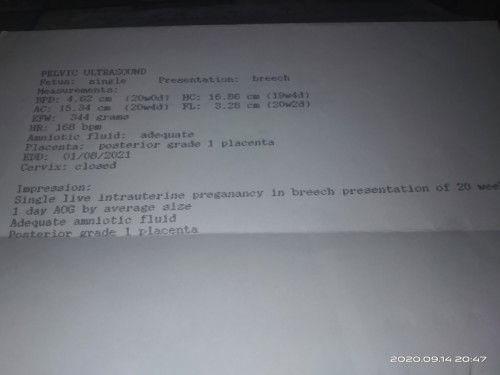 PELVIC ULTRASOUND
Fetus: single Presentation: breech
Measurements:
BPD: 4.62 cm (20w0d) HC: 16.86 cm (19w4d)
AC: 15.34 cm (20w4d) FL: 3.28 cm (20w2d)
EFW: 344 grams
HR: 168 bpm
Amniotic fluid: adequate
Placenta: posterior grade 1 placenta
EDD: 01/08/2021
Cervix: closed
Impression:
Single live intrauterine preganancy in breech presentation of 20 wee
1 day AOG by average size
Adequate amniotic fluid
Posterior grade 1 placenta
2020.09.14 20:47